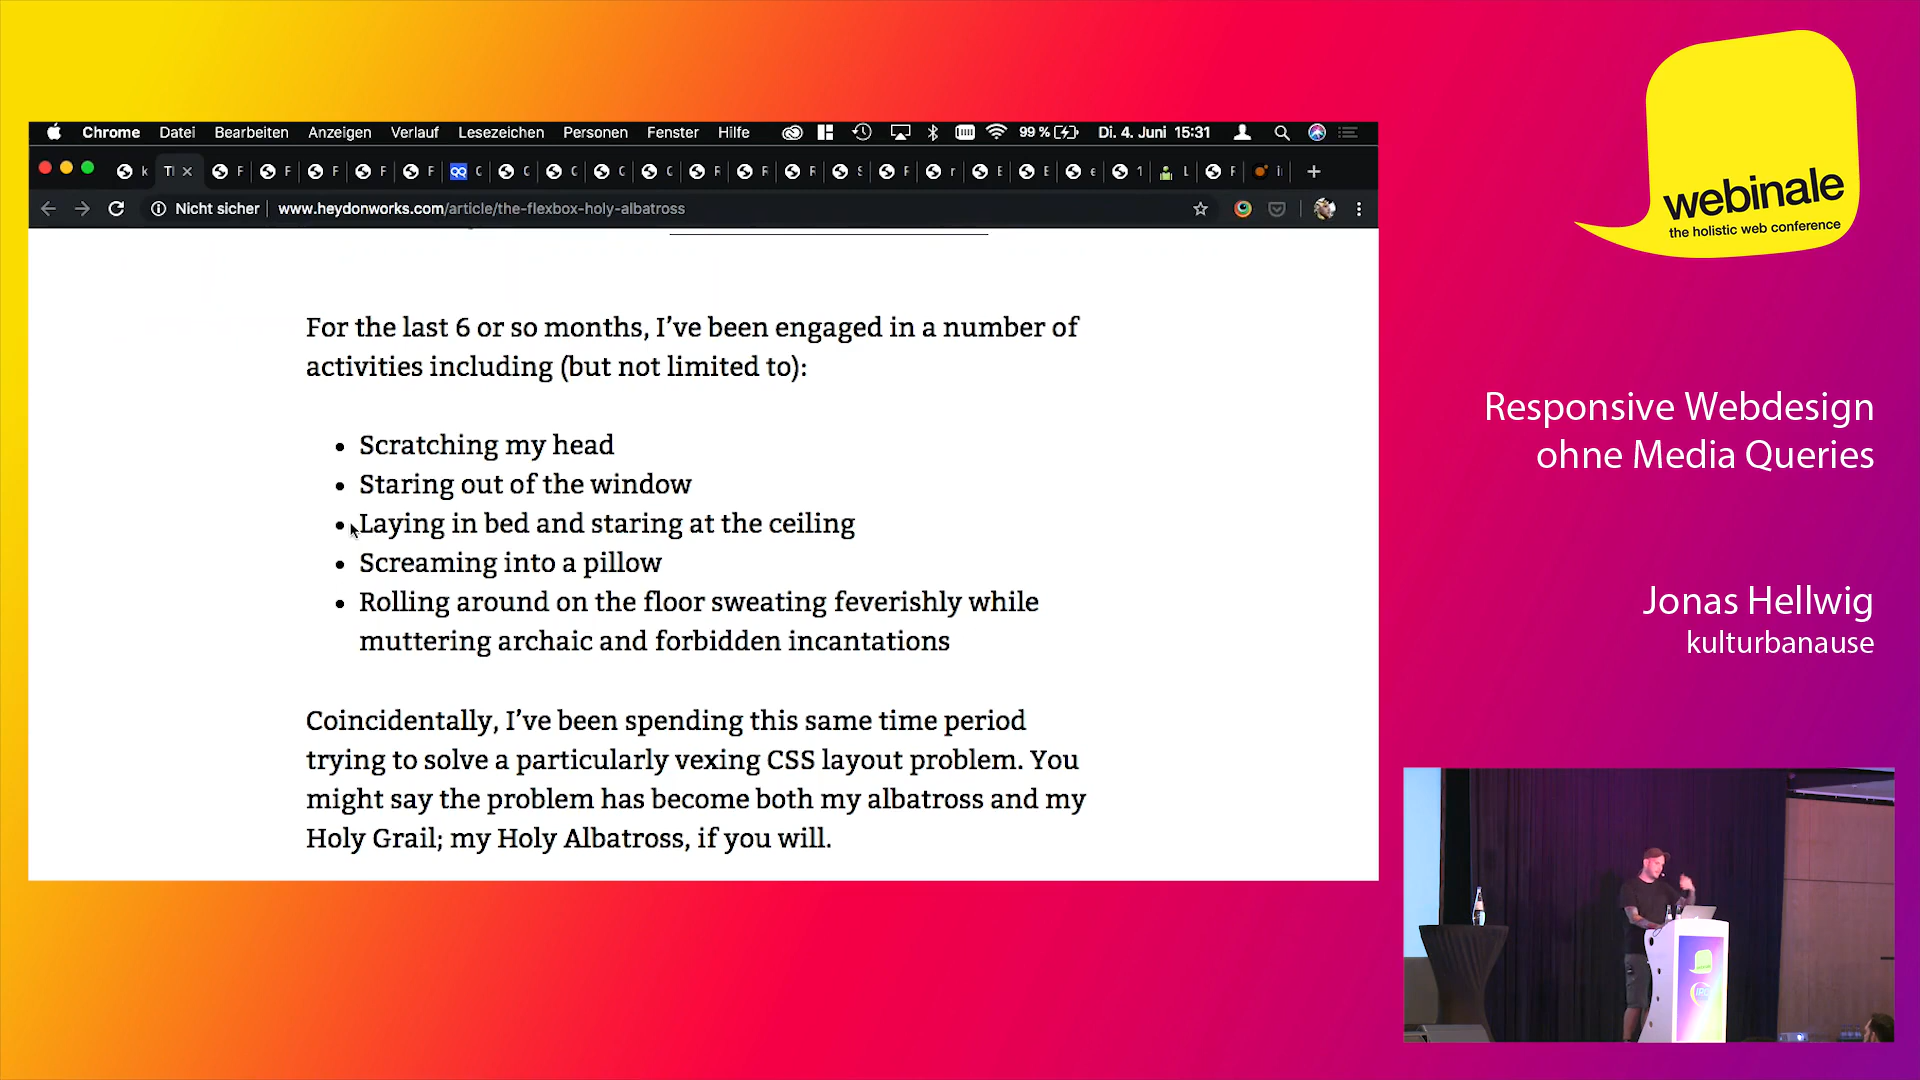 Chrome Datei Bearbeiten Anzeigen Verlauf Lesezeichen Personen Fenster Hilfe 99 % Di. 4. Juni 15:31
Nicht sicher www.heydonworks.com/article/the-flexbox-holy-albatross
For the last 6 or so months, I’ve been engaged in a number of
activities including (but not limited to):
• Scratching my head
• Staring out of the window
• Laying in bed and staring at the ceiling
• Screaming into a pillow
• Rolling around on the floor sweating feverishly while
muttering archaic and forbidden incantations
Coincidentally, I’ve been spending this same time period
trying to solve a particularly vexing CSS layout problem. You
might say the problem has become both my albatross and my
Holy Grail; my Holy Albatross, if you will.
webinale
the holistic web conference
Responsive Webdesign
ohne Media Queries
Jonas Hellwig
kulturbanause